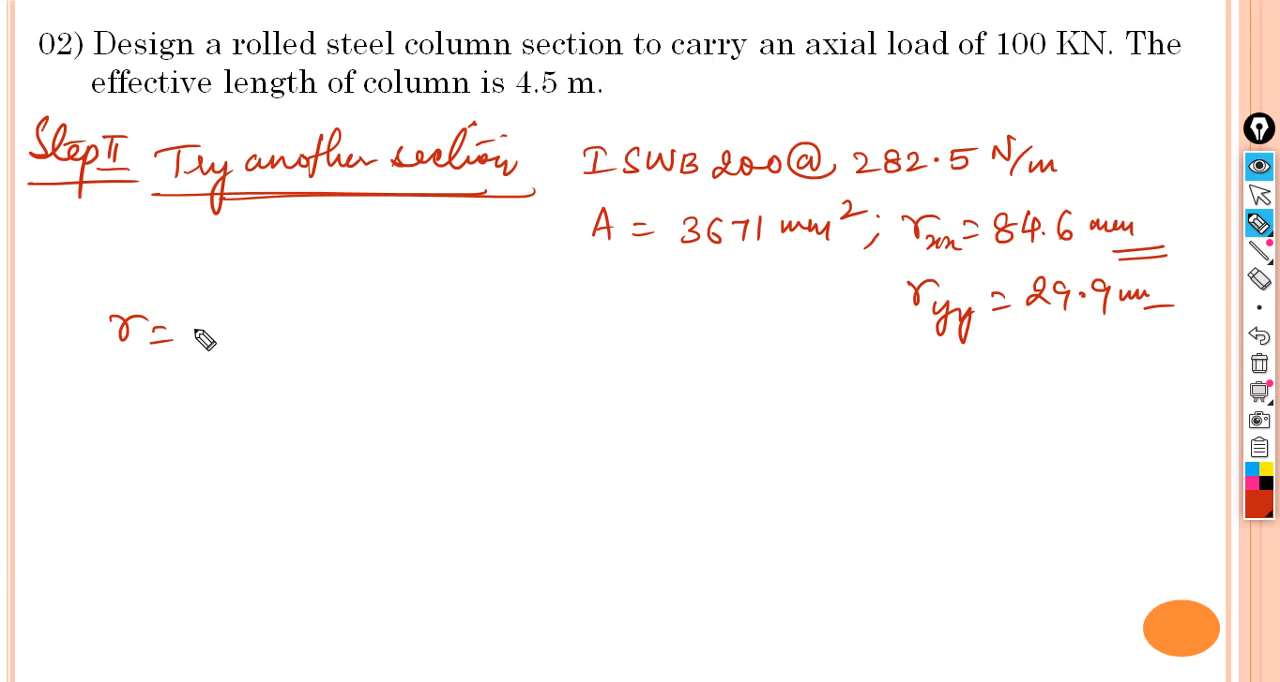 02) Design a rolled steel column section to carry an axial load of 100 KN. The
effective length of column is 4.5 m.
Step II Try another section ISWB 200 @ 282.5 N/m
A = 3671 mm²; rxx = 84.6 mm
ryy = 29.9 mm
r =